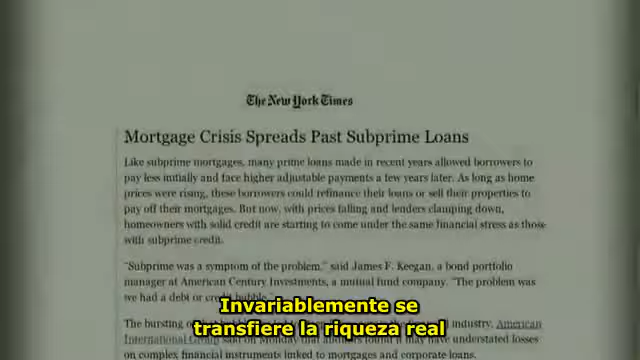 The New York Times
Mortgage Crisis Spreads Past Subprime Loans
Like subprime mortgages, many prime loans made in recent years allowed borrowers to
pay less initially and face higher adjustable payments a few years later. As long as home
prices were rising, these borrowers could refinance their loans or sell their properties to
pay off their mortgages. But now, with prices falling and lenders clamping down,
homeowners with solid credit are starting to come under the same financial stress as those
with subprime credit.
"Subprime was a symptom of the problem," said James F. Keegan, a bond portfolio
manager at American Century Investments, a mutual fund company. "The problem was
we had a debt or credit bubble."
The bursting of industry. American
International Group said on Monday that auditors found it may have understated losses
on complex financial instruments linked to mortgages and corporate loans.
Invariablemente se
transfiere la riqueza real